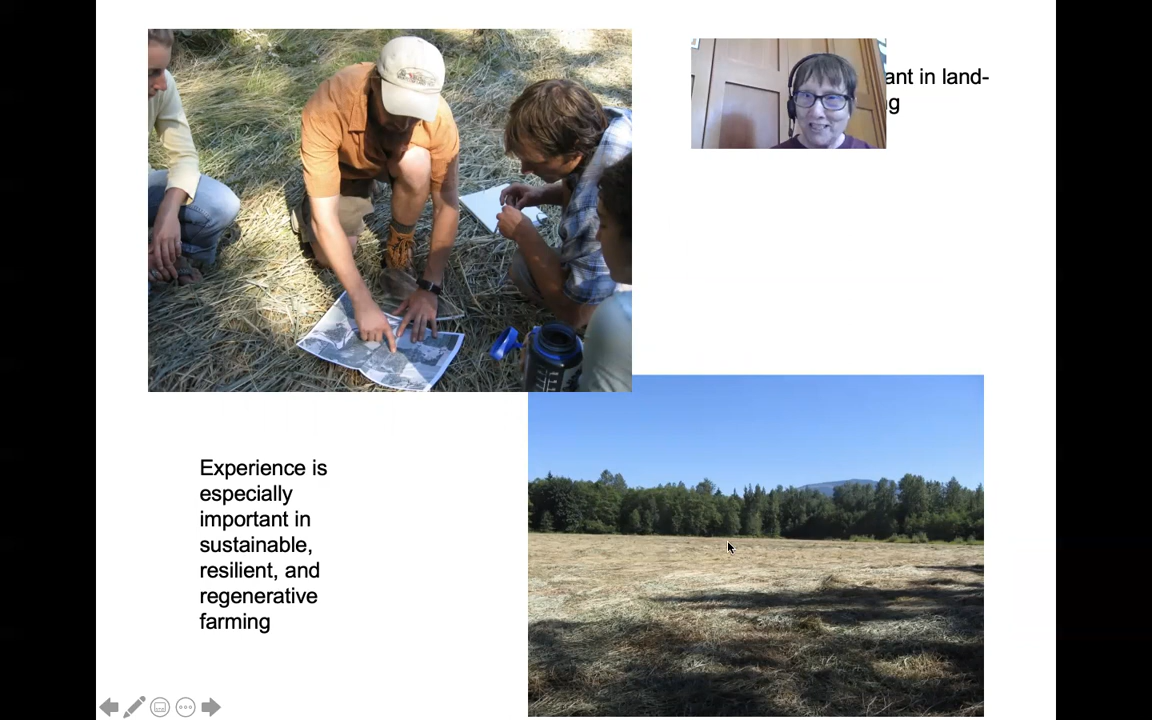 ant in land-
g
Experience is
especially
important in
sustainable,
resilient, and
regenerative
farming